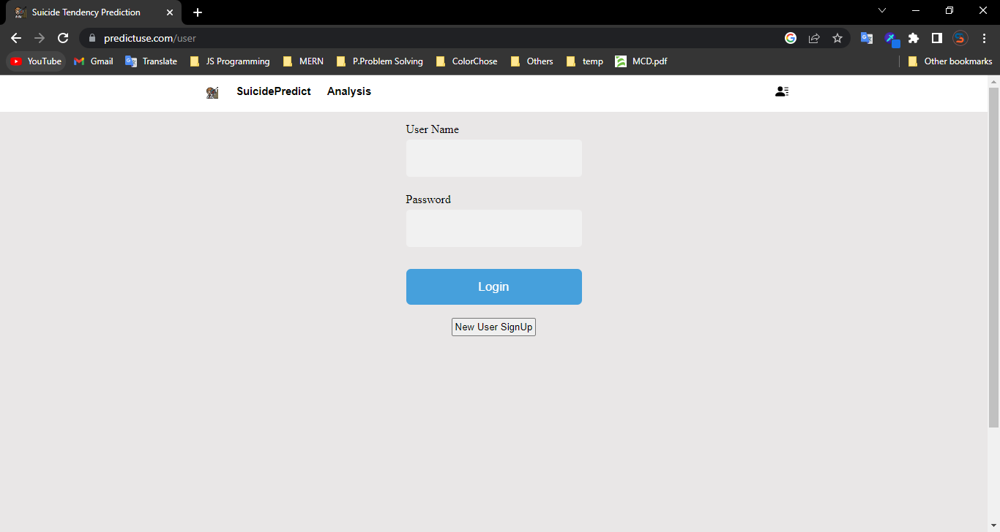 Suicide Tendency Prediction
predictuse.com/user
YouTube Gmail Translate JS Programming MERN P.Problem Solving ColorChose Others temp MCD.pdf Other bookmarks
SuicidePredict Analysis
User Name
Password
Login
New User SignUp